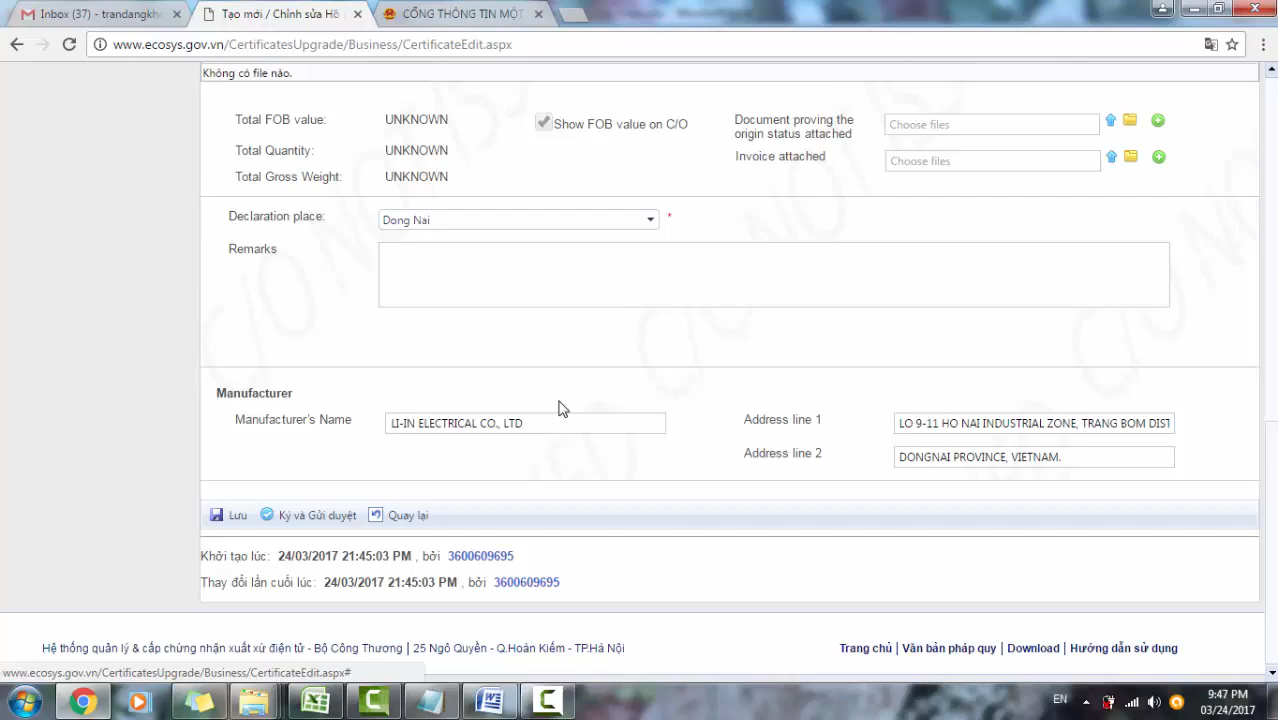 Inbox (37) - trandangkho
Tạo mới / Chỉnh sửa Hồ
CỔNG THÔNG TIN MỘT
www.ecosys.gov.vn/CertificatesUpgrade/Business/CertificateEdit.aspx
Không có file nào.
Total FOB value:
UNKNOWN
Show FOB value on C/O
Document proving the
origin status attached
Choose files
Total Quantity:
UNKNOWN
Invoice attached
Choose files
Total Gross Weight:
UNKNOWN
Declaration place:
Dong Nai
*
Remarks
Manufacturer
Manufacturer's Name
LI-IN ELECTRICAL CO., LTD
Address line 1
LO 9-11 HO NAI INDUSTRIAL ZONE, TRANG BOM DIST
Address line 2
DONGNAI PROVINCE, VIETNAM.
Lưu
Ký và Gửi duyệt
Quay lại
Khởi tạo lúc: 24/03/2017 21:45:03 PM , bởi 3600609695
Thay đổi lần cuối lúc: 24/03/2017 21:45:03 PM , bởi 3600609695
Hệ thống quản lý & cấp chứng nhận xuất xứ điện tử - Bộ Công Thương | 25 Ngô Quyền - Q.Hoàn Kiếm - TP.Hà Nội
Trang chủ | Văn bản pháp quy | Download | Hướng dẫn sử dụng
www.ecosys.gov.vn/CertificatesUpgrade/Business/CertificateEdit.aspx#
EN
9:47 PM
03/24/2017